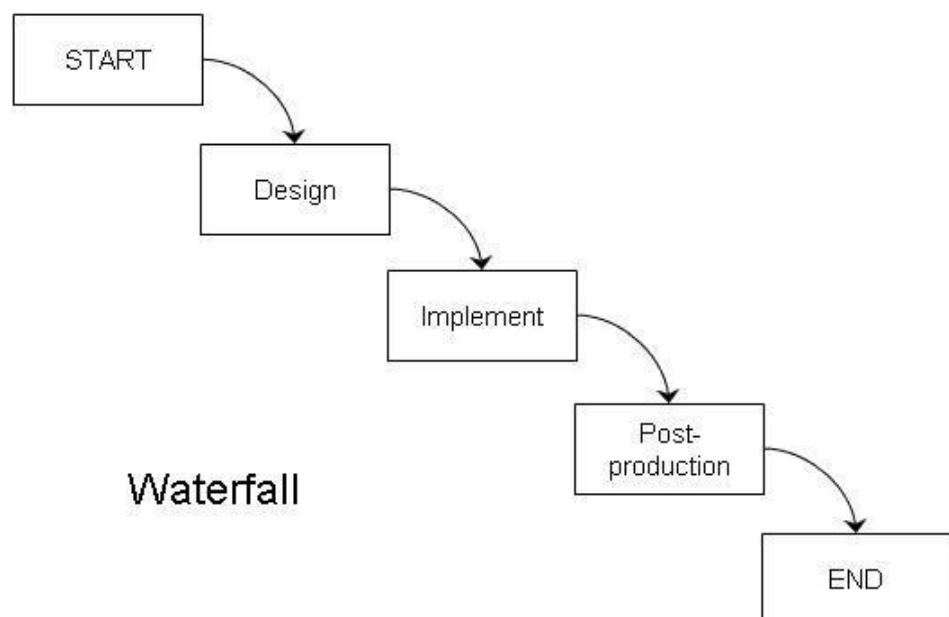 START
Design
Implement
Post-
production
Waterfall
END